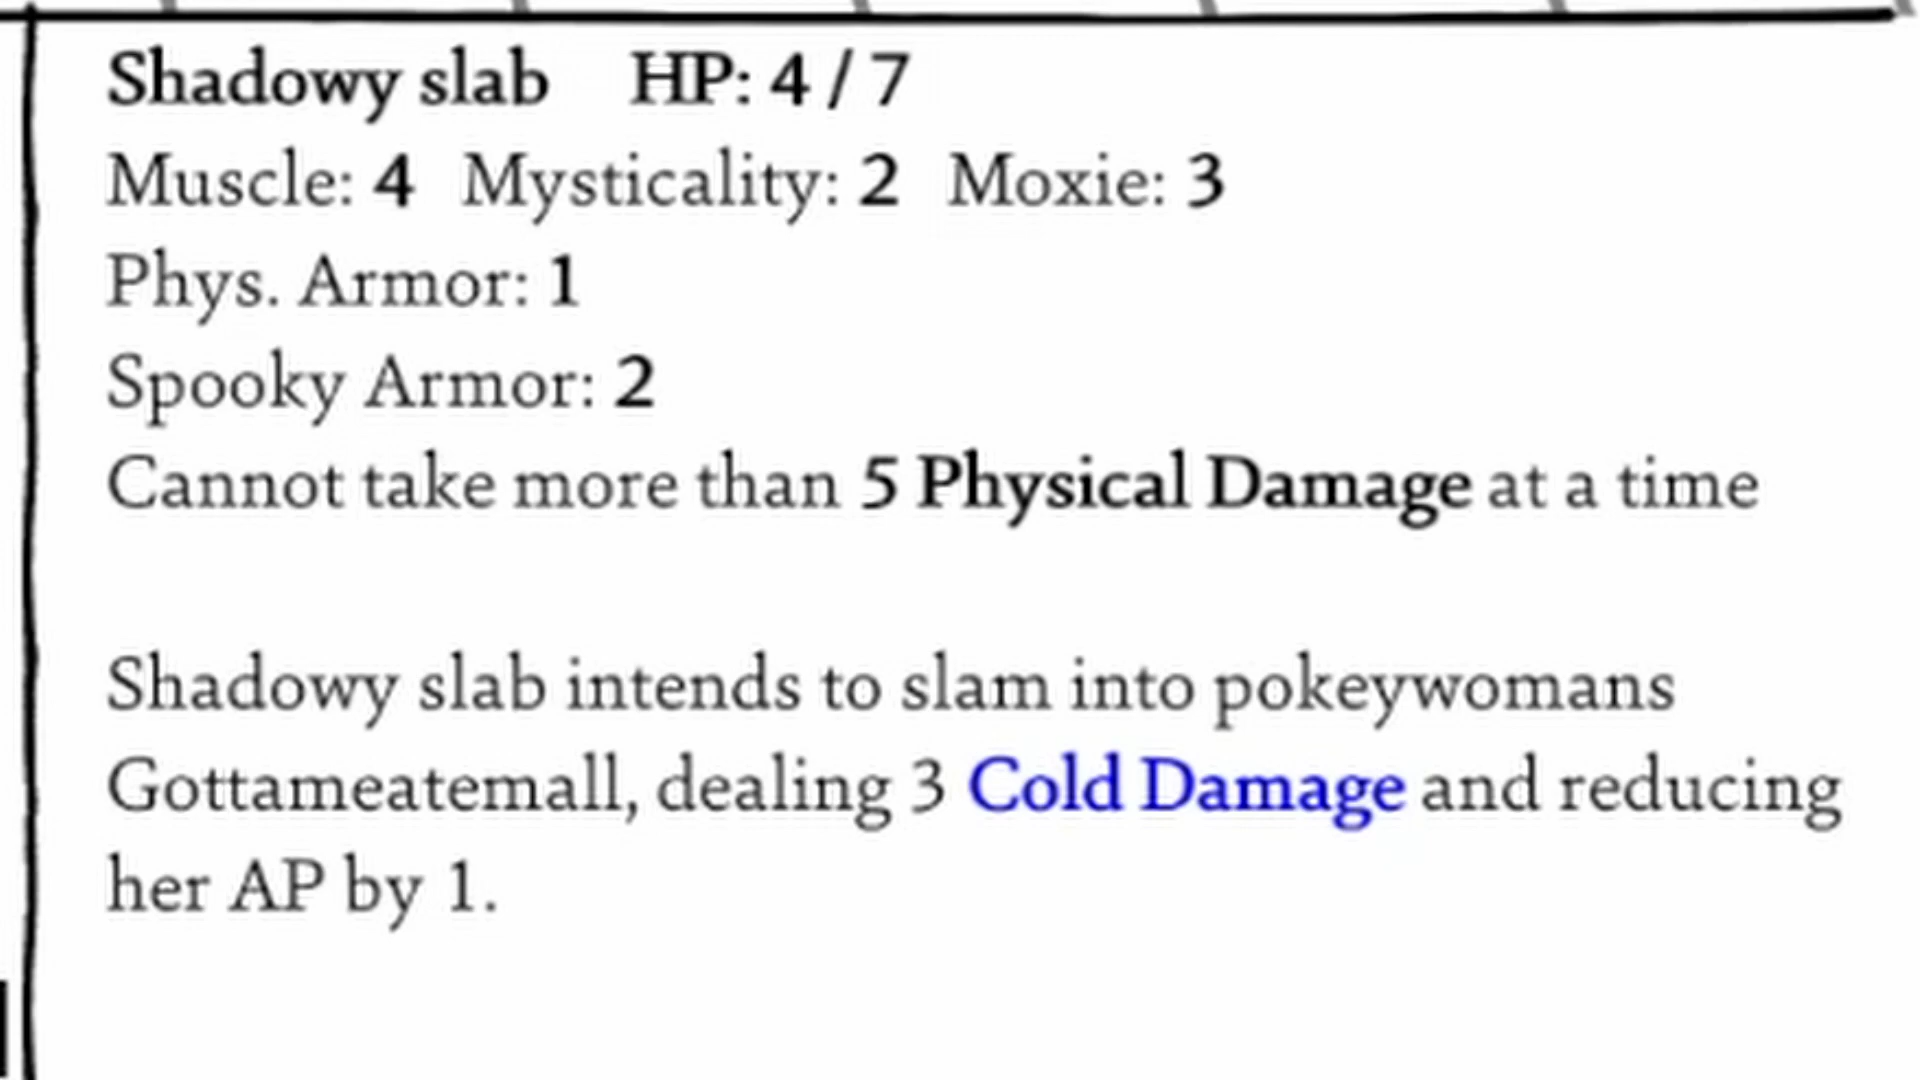 Shadowy slab HP: 4 / 7
Muscle: 4 Mysticality: 2 Moxie: 3
Phys. Armor: 1
Spooky Armor: 2
Cannot take more than 5 Physical Damage at a time
Shadowy slab intends to slam into pokeywomans
Gottameatemall, dealing 3 Cold Damage and reducing
her AP by 1.